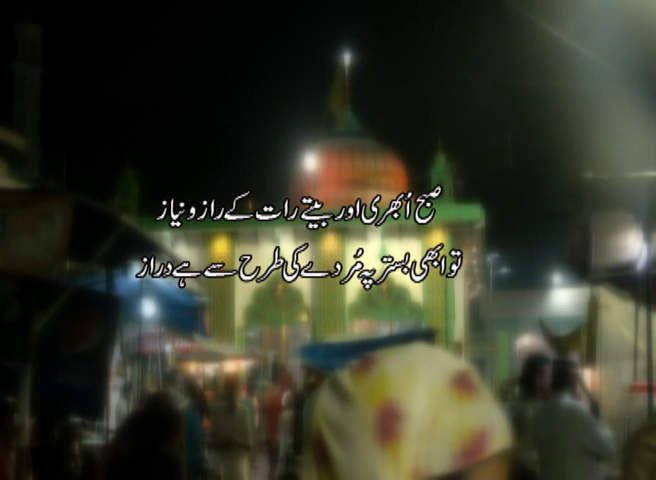 صبح اُبھری اور بیتے رات کے راز و نیاز
تو ابھی بستر پہ مُردے کی طرح سے ہے دراز